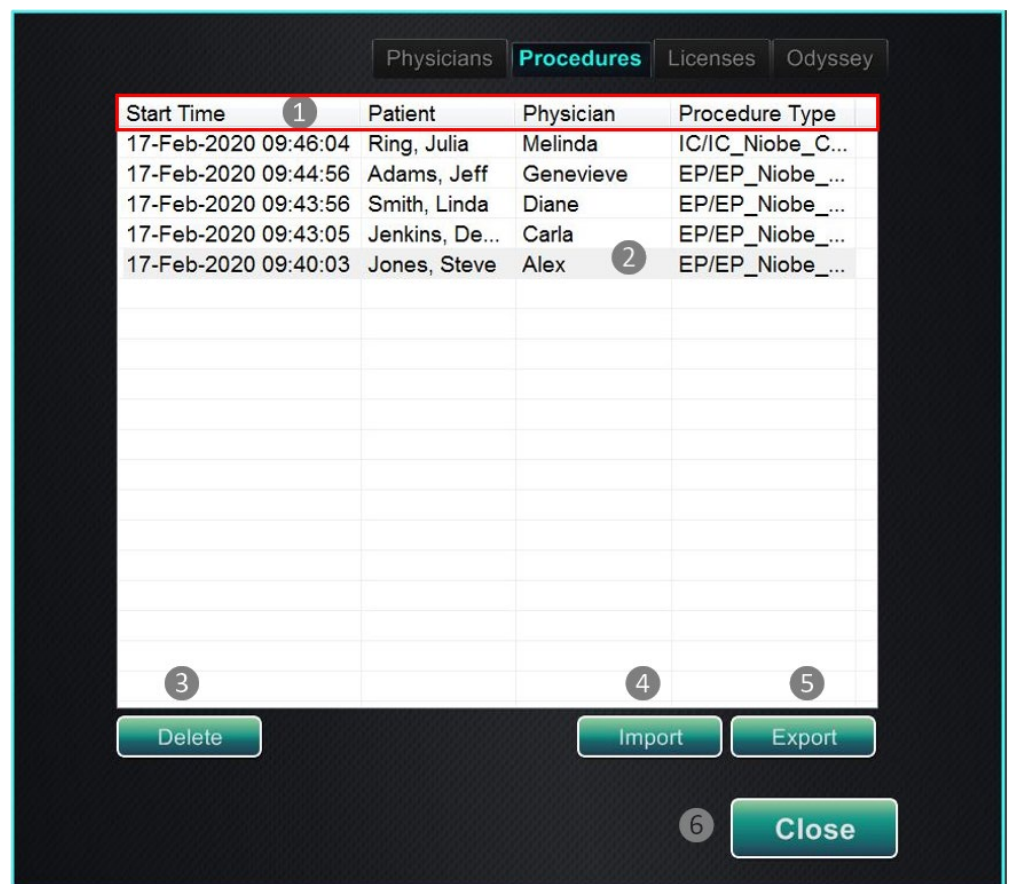 Physicians Procedures Licenses Odyssey
Start Time 1 Patient Physician Procedure Type
17-Feb-2020 09:46:04 Ring, Julia Melinda IC/IC_Niobe_C...
17-Feb-2020 09:44:56 Adams, Jeff Genevieve EP/EP_Niobe_...
17-Feb-2020 09:43:56 Smith, Linda Diane EP/EP_Niobe_...
17-Feb-2020 09:43:05 Jenkins, De... Carla EP/EP_Niobe_...
17-Feb-2020 09:40:03 Jones, Steve Alex 2 EP/EP_Niobe_...
3 4 5
Delete Import Export
6 Close